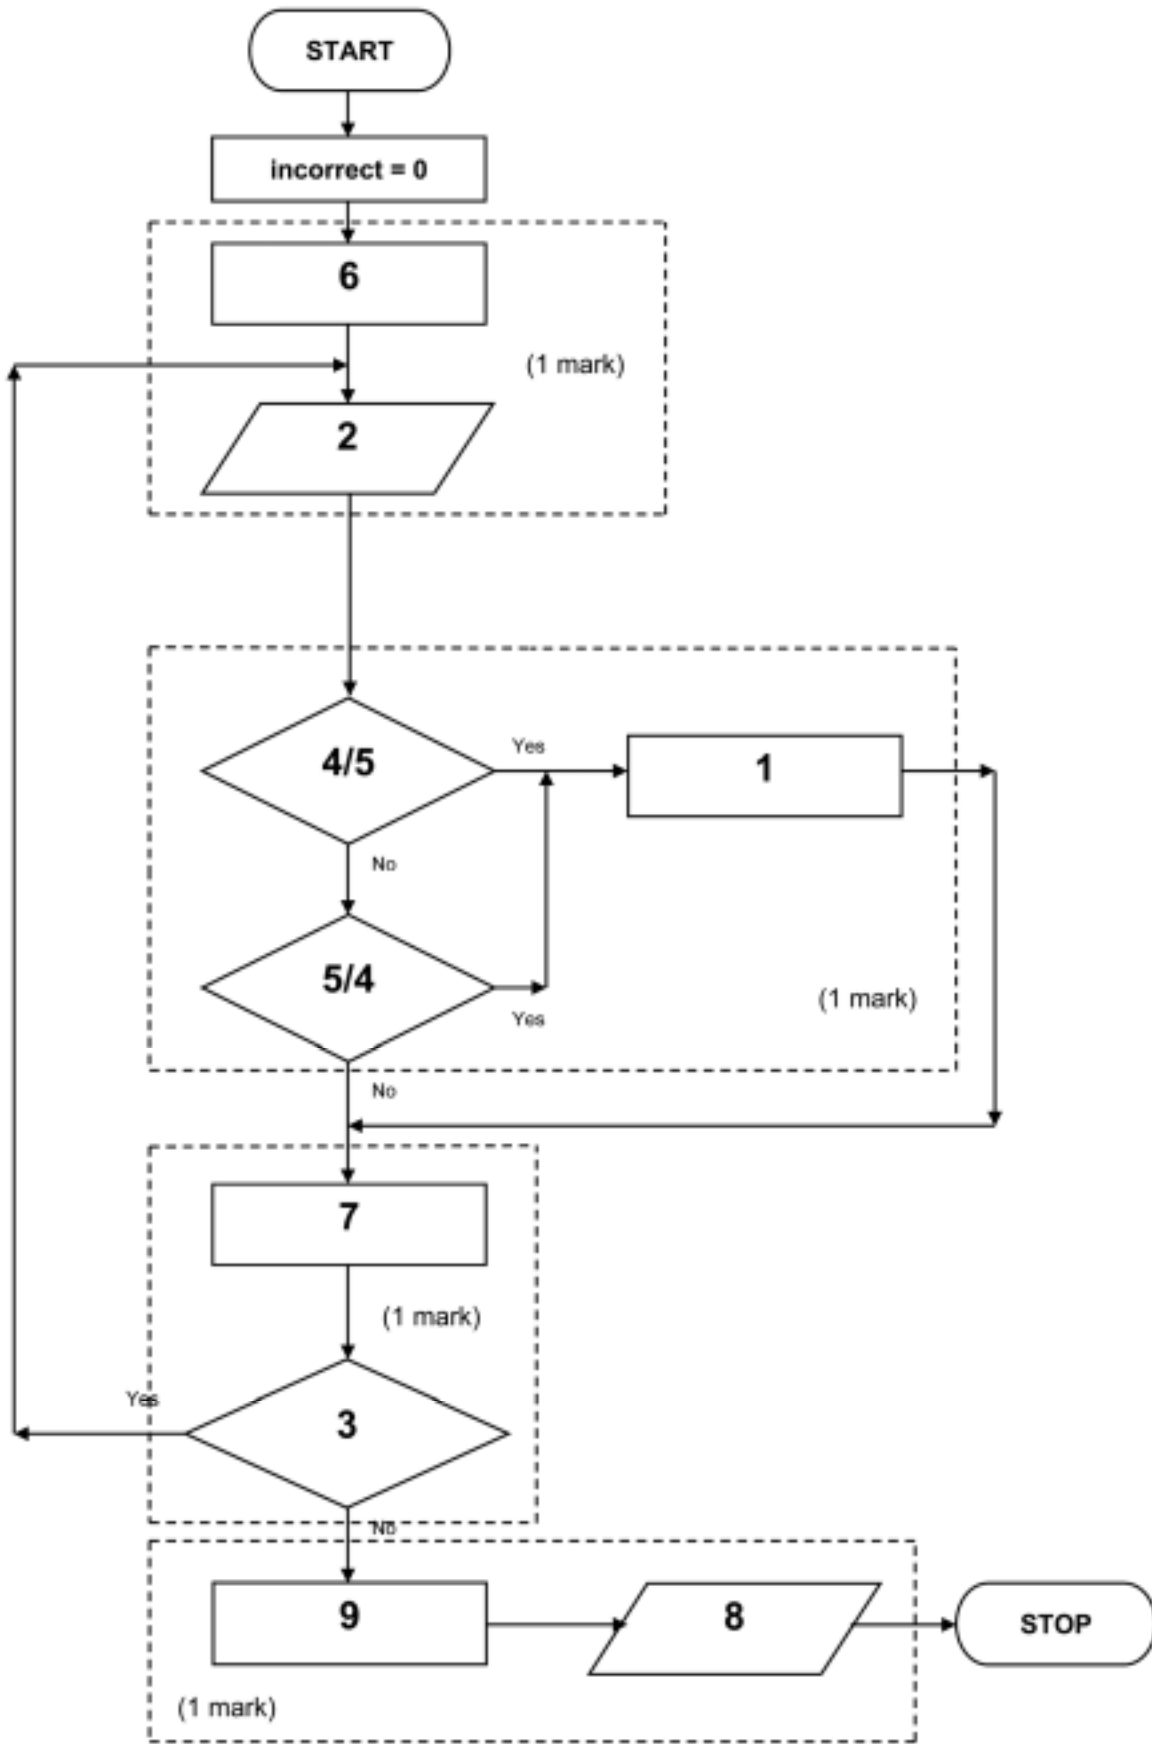 START
incorrect = 0
6
(1 mark)
2
4/5
Yes
1
No
5/4
Yes
(1 mark)
No
7
(1 mark)
Yes
3
No
9
8
STOP
(1 mark)